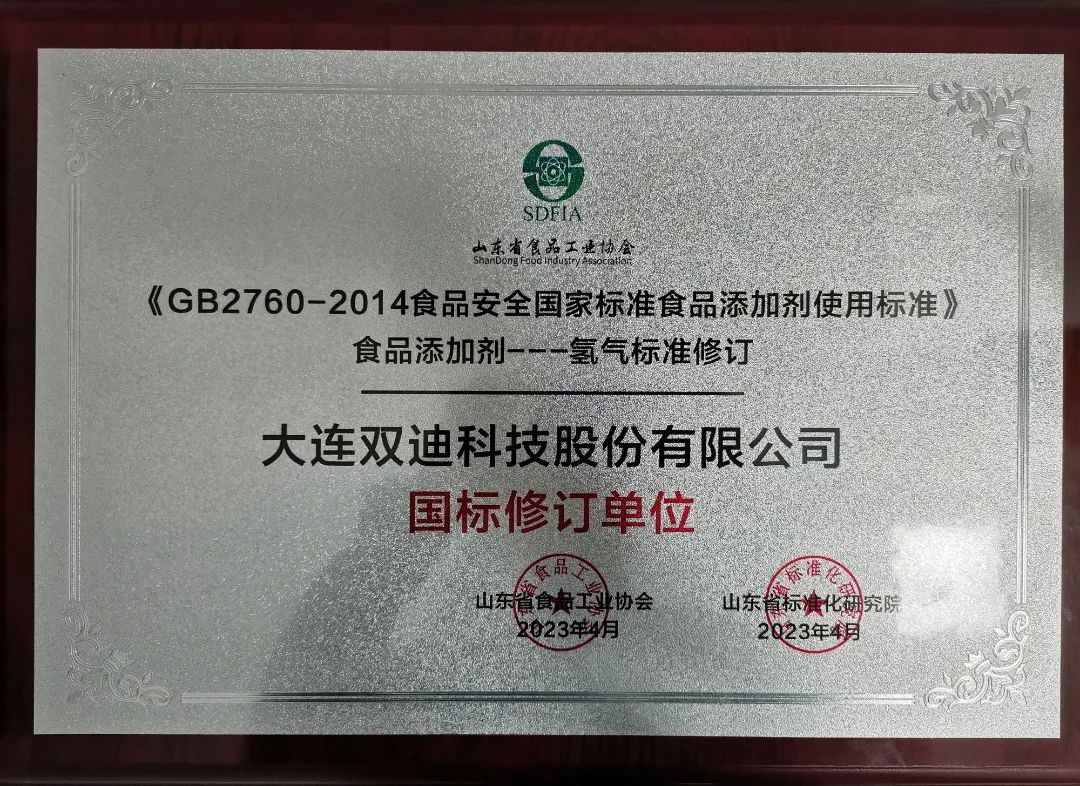 SDFIA
山东省食品工业协会
ShanDong Food Industry Association
《GB2760-2014食品安全国家标准食品添加剂使用标准》
食品添加剂---氢气标准修订
大连双迪科技股份有限公司
国标修订单位
山东省食品工业协会
2023年4月
山东省标准化研究院
2023年4月